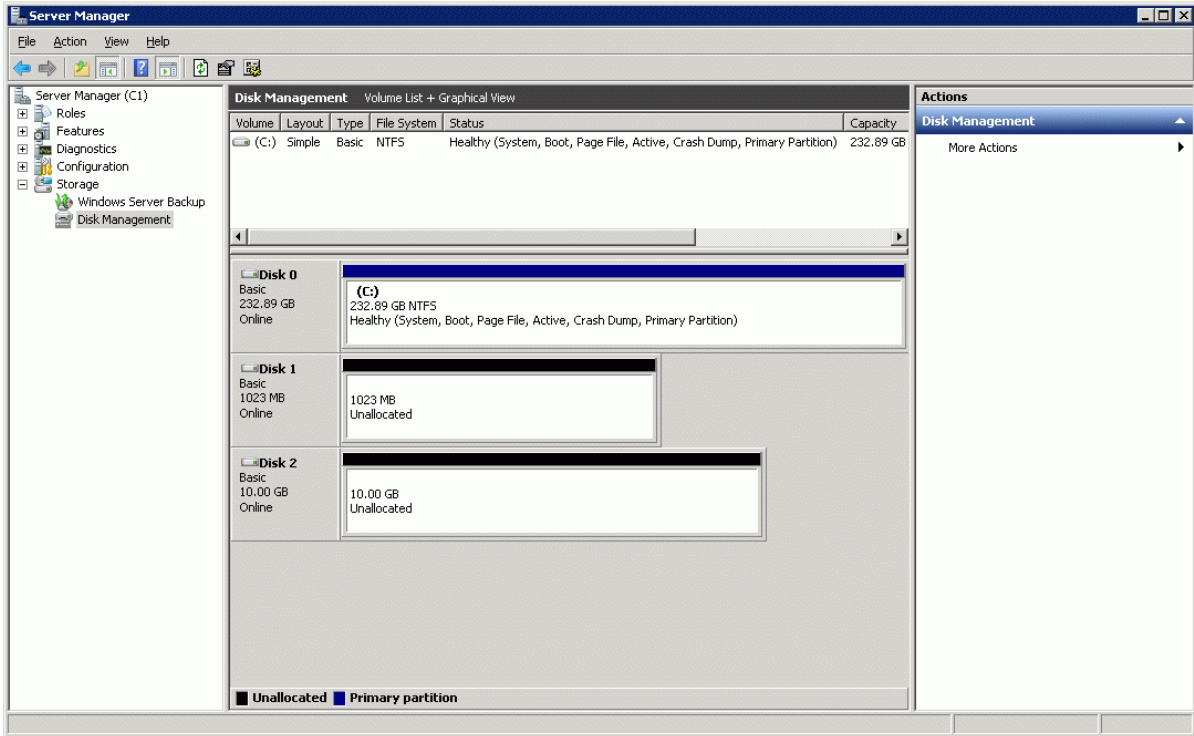 Server Manager
File Action View Help
Server Manager (C1)
Roles
Features
Diagnostics
Configuration
Storage
Windows Server Backup
Disk Management
Disk Management Volume List + Graphical View
Volume Layout Type File System Status Capacity
(C:) Simple Basic NTFS Healthy (System, Boot, Page File, Active, Crash Dump, Primary Partition) 232.89 GB
Disk 0
Basic
232.89 GB
Online
(C:)
232.89 GB NTFS
Healthy (System, Boot, Page File, Active, Crash Dump, Primary Partition)
Disk 1
Basic
1023 MB
Online
1023 MB
Unallocated
Disk 2
Basic
10.00 GB
Online
10.00 GB
Unallocated
Unallocated Primary partition
Actions
Disk Management
More Actions